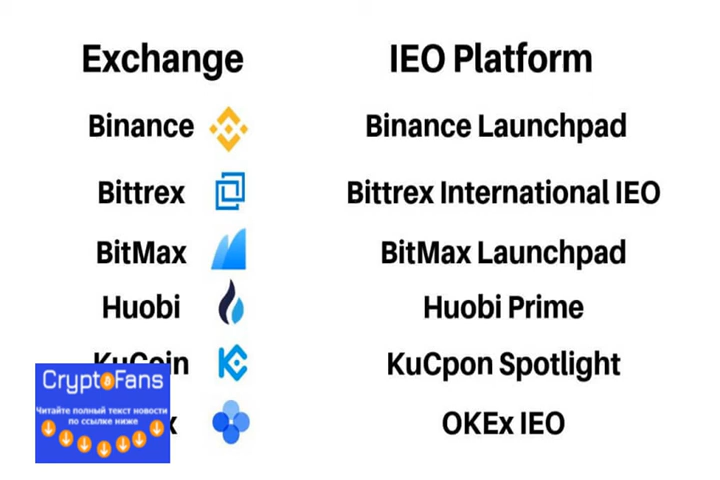 Exchange IEO Platform
Binance Binance Launchpad
Bittrex Bittrex International IEO
BitMax BitMax Launchpad
Huobi Huobi Prime
KuCoin KuCpon Spotlight
x OKEx IEO
CryptoFans
Читайте полный текст новости
по ссылке ниже